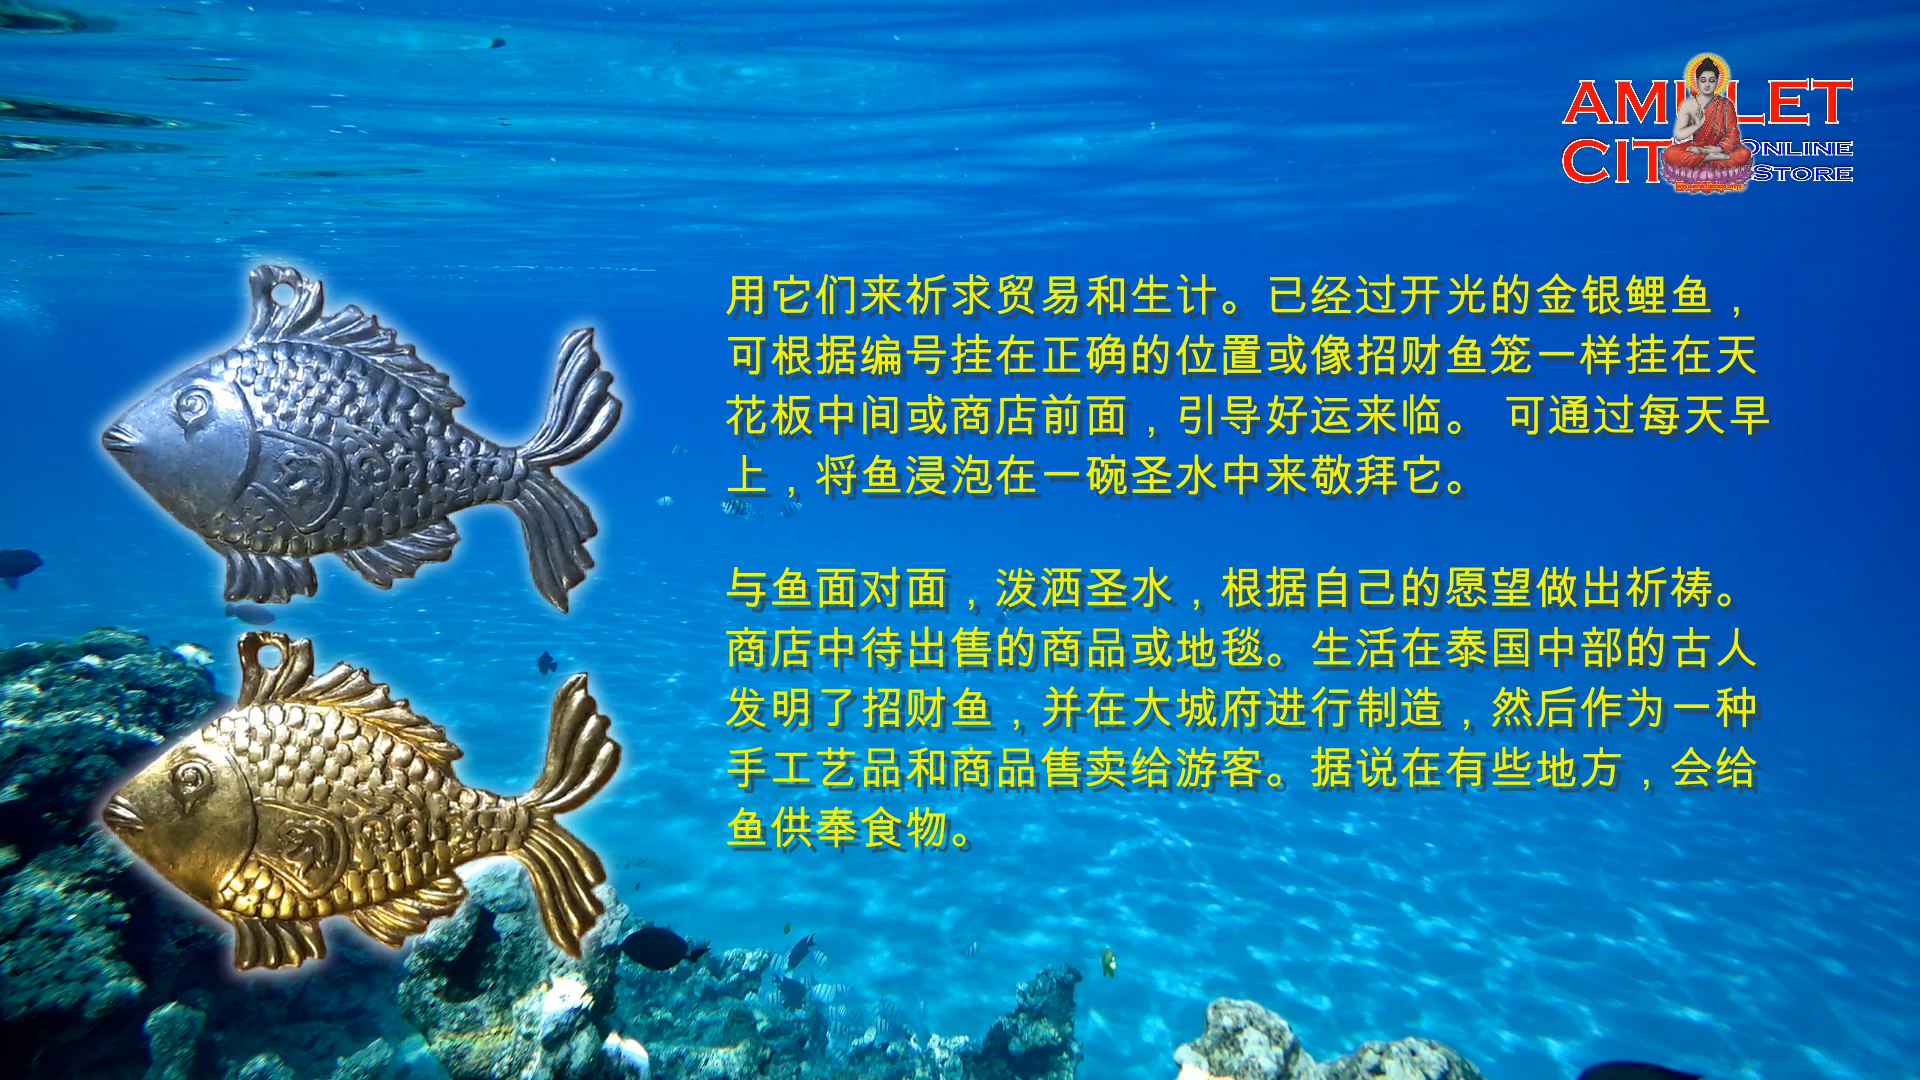 AMULET
CITY ONLINE
STORE
用它们来祈求贸易和生计。已经过开光的金银鲤鱼，
可根据编号挂在正确的位置或像招财鱼笼一样挂在天
花板中间或商店前面，引导好运来临。 可通过每天早
上，将鱼浸泡在一碗圣水中来敬拜它。
与鱼面对面，泼洒圣水，根据自己的愿望做出祈祷。
商店中待出售的商品或地毯。生活在泰国中部的古人
发明了招财鱼，并在大城府进行制造，然后作为一种
手工艺品和商品售卖给游客。据说在有些地方，会给
鱼供奉食物。